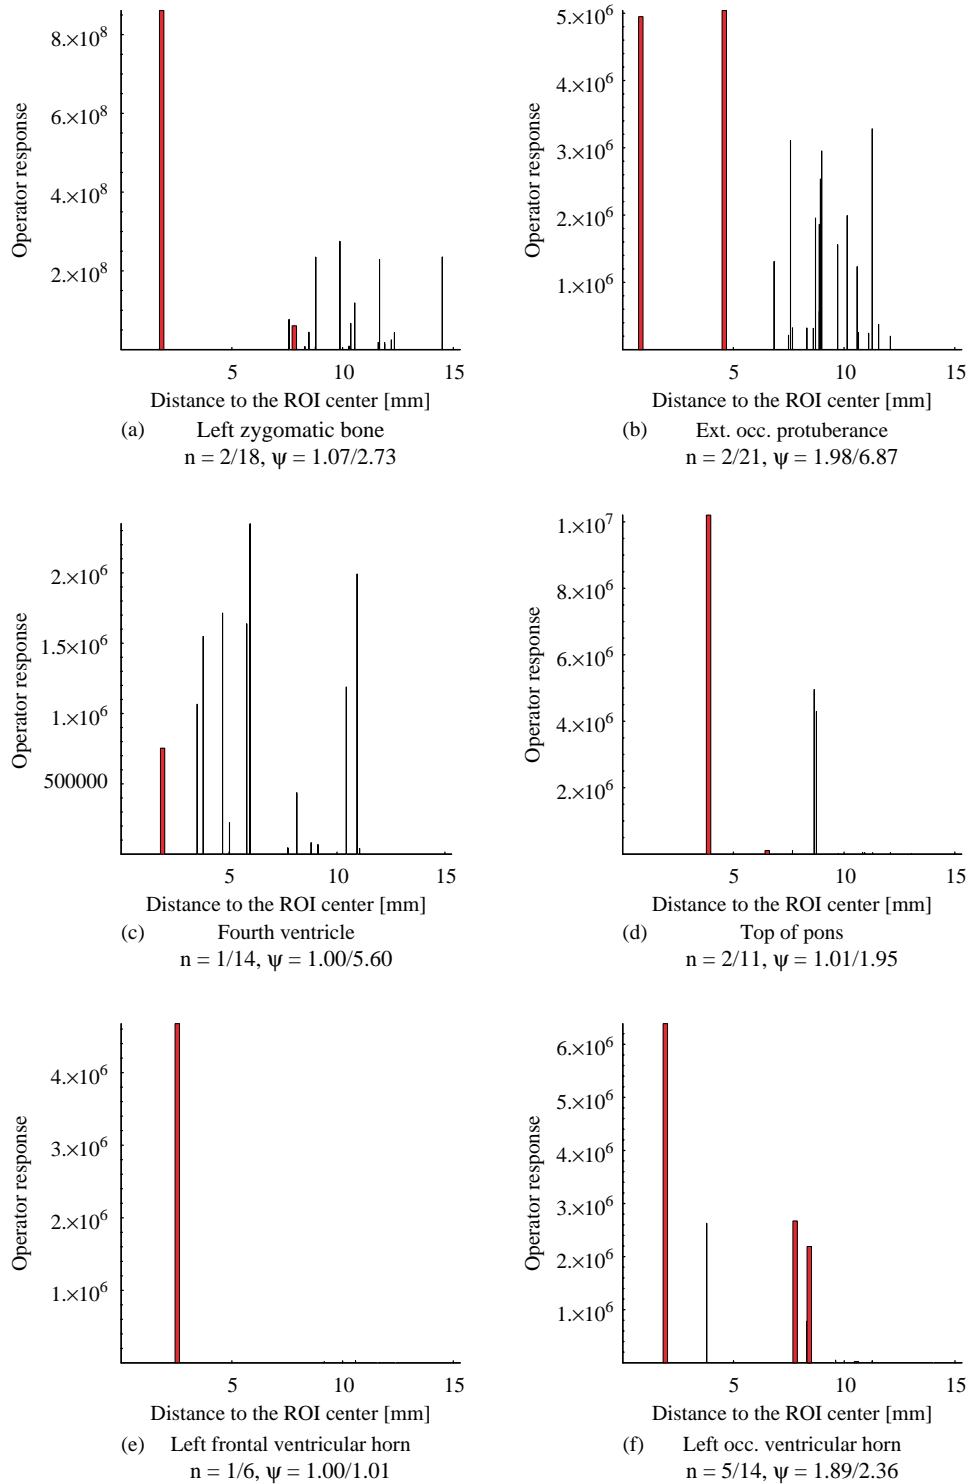 8.×10⁸
6.×10⁸
4.×10⁸
2.×10⁸
Operator response
5
10
15
Distance to the ROI center [mm]
(a) Left zygomatic bone
n = 2/18, ψ = 1.07/2.73
5.×10⁶
4.×10⁶
3.×10⁶
2.×10⁶
1.×10⁶
Operator response
5
10
15
Distance to the ROI center [mm]
(b) Ext. occ. protuberance
n = 2/21, ψ = 1.98/6.87
2.×10⁶
1.5×10⁶
1.×10⁶
500000
Operator response
5
10
15
Distance to the ROI center [mm]
(c) Fourth ventricle
n = 1/14, ψ = 1.00/5.60
1.×10⁷
8.×10⁶
6.×10⁶
4.×10⁶
2.×10⁶
Operator response
5
10
15
Distance to the ROI center [mm]
(d) Top of pons
n = 2/11, ψ = 1.01/1.95
4.×10⁶
3.×10⁶
2.×10⁶
1.×10⁶
Operator response
5
10
15
Distance to the ROI center [mm]
(e) Left frontal ventricular horn
n = 1/6, ψ = 1.00/1.01
6.×10⁶
5.×10⁶
4.×10⁶
3.×10⁶
2.×10⁶
1.×10⁶
Operator response
5
10
15
Distance to the ROI center [mm]
(f) Left occ. ventricular horn
n = 5/14, ψ = 1.89/2.36